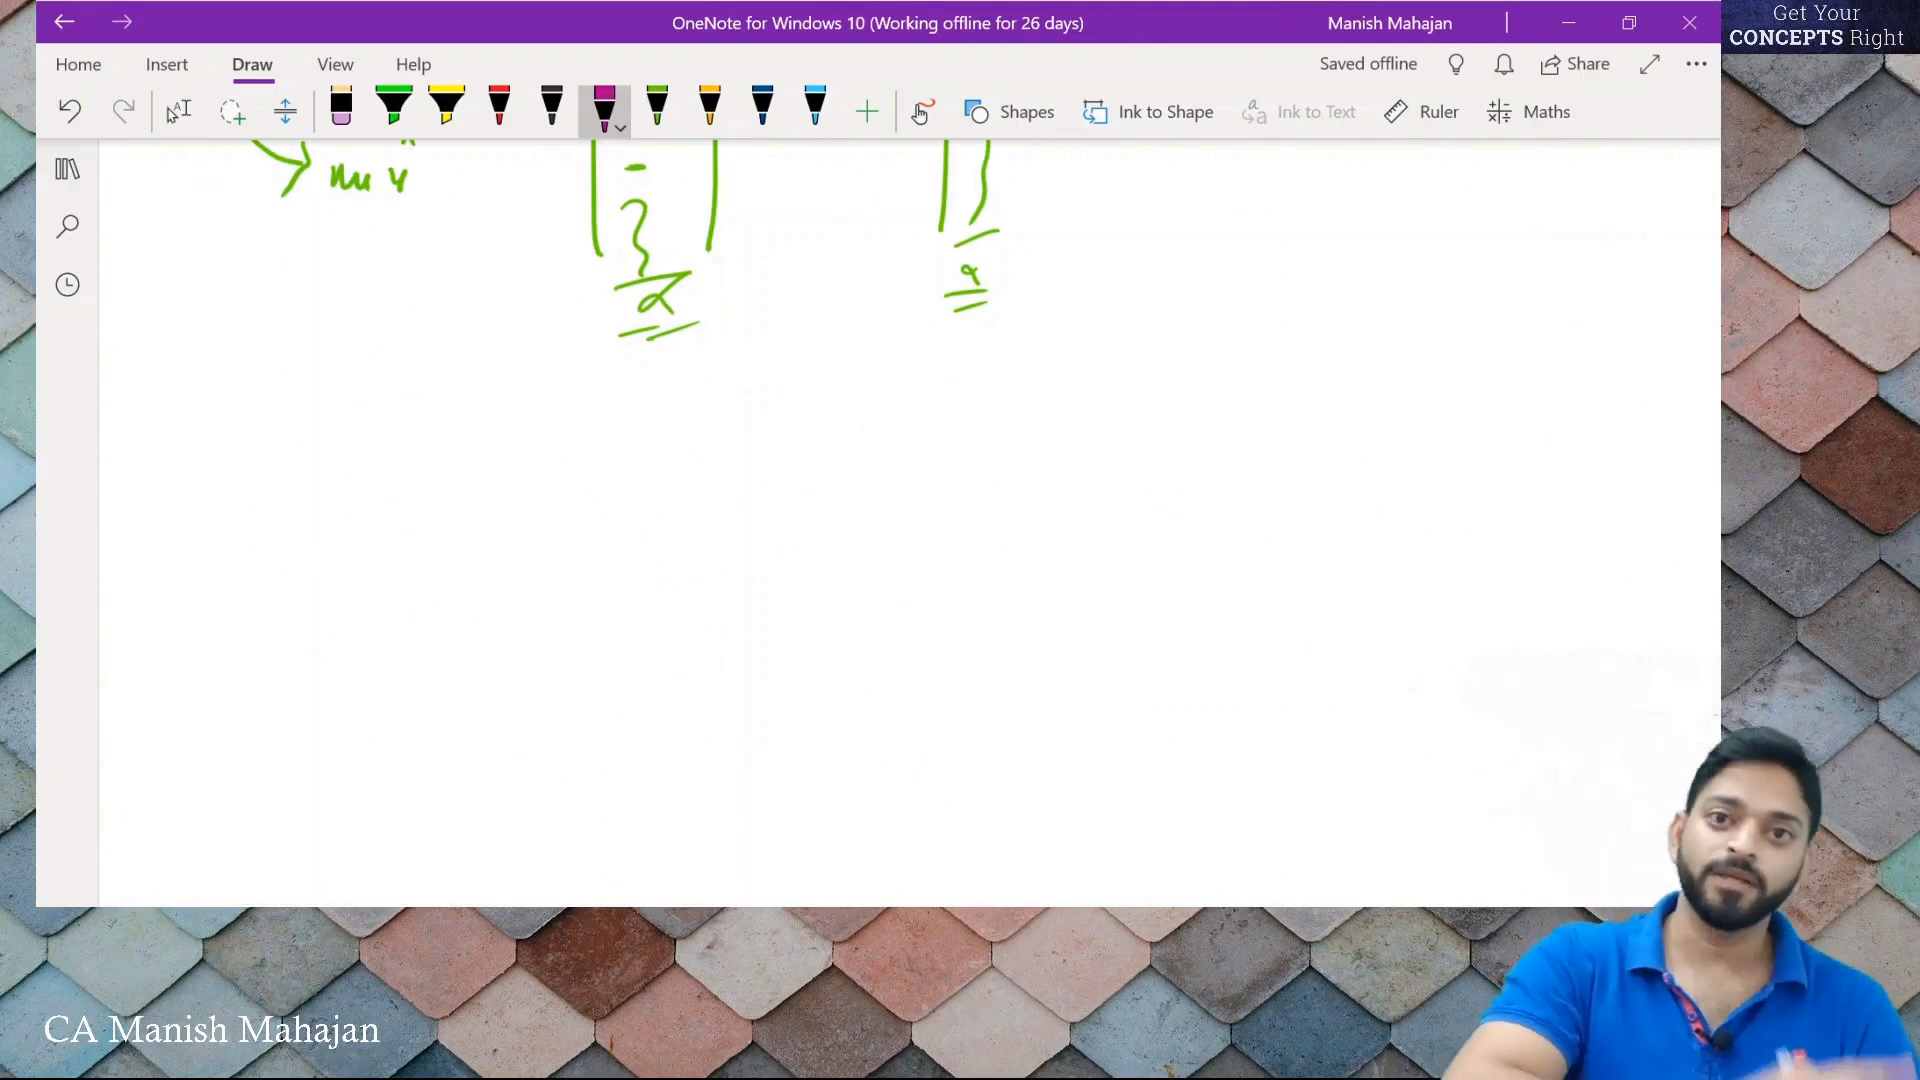 OneNote for Windows 10 (Working offline for 26 days)
Manish Mahajan
Get Your
CONCEPTS Right
Home Insert Draw View Help
Saved offline
Share
Shapes
Ink to Shape
Ink to Text
Ruler
Maths
CA Manish Mahajan